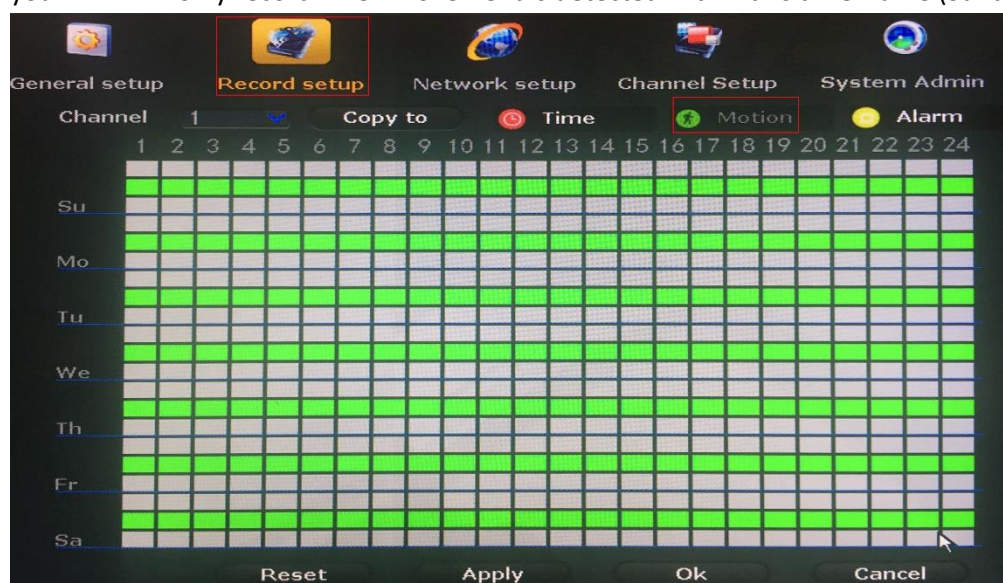 General setup Record setup Network setup Channel Setup System Admin
Channel 1 Copy to Time Motion Alarm
1 2 3 4 5 6 7 8 9 10 11 12 13 14 15 16 17 18 19 20 21 22 23 24
Su
Mo
Tu
We
Th
Fr
Sa
Reset Apply Ok Cancel